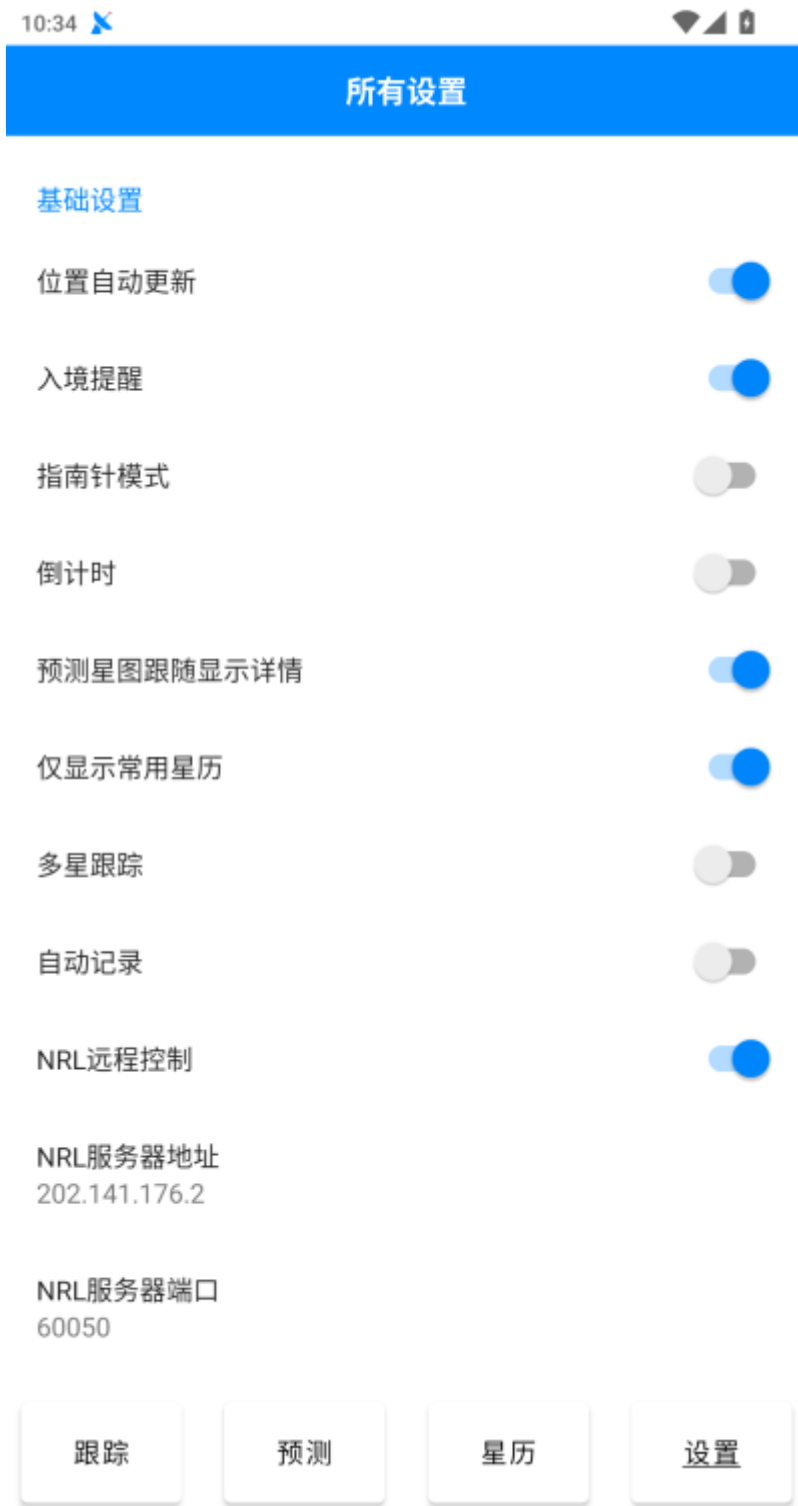 10:34
所有设置
基础设置
位置自动更新
入境提醒
指南针模式
倒计时
预测星图跟随显示详情
仅显示常用星历
多星跟踪
自动记录
NRL远程控制
NRL服务器地址
202.141.176.2
NRL服务器端口
60050
跟踪 预测 星历 设置